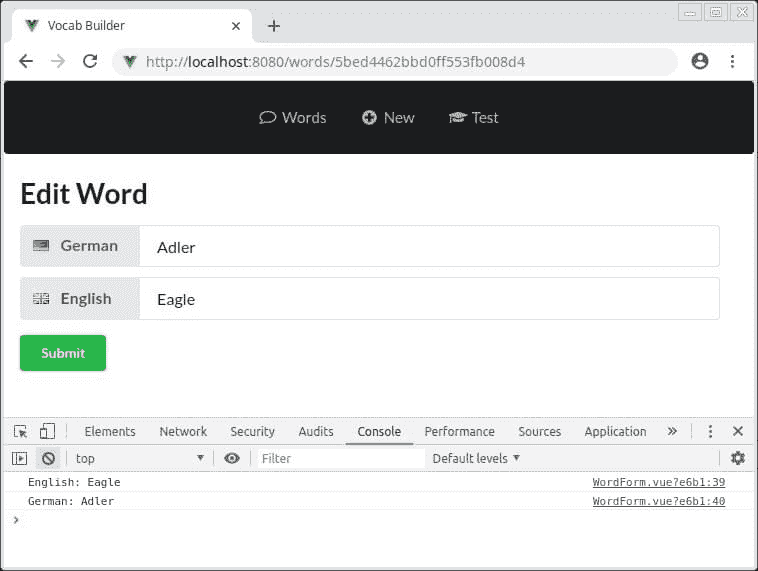 Vocab Builder
http://localhost:8080/words/5bed4462bbd0ff553fb008d4
Words New Test
Edit Word
German Adler
English Eagle
Submit
Elements Network Security Audits Console Performance Sources Application
top Filter Default levels
English: Eagle WordForm.vue?e6b1:39
German: Adler WordForm.vue?e6b1:40